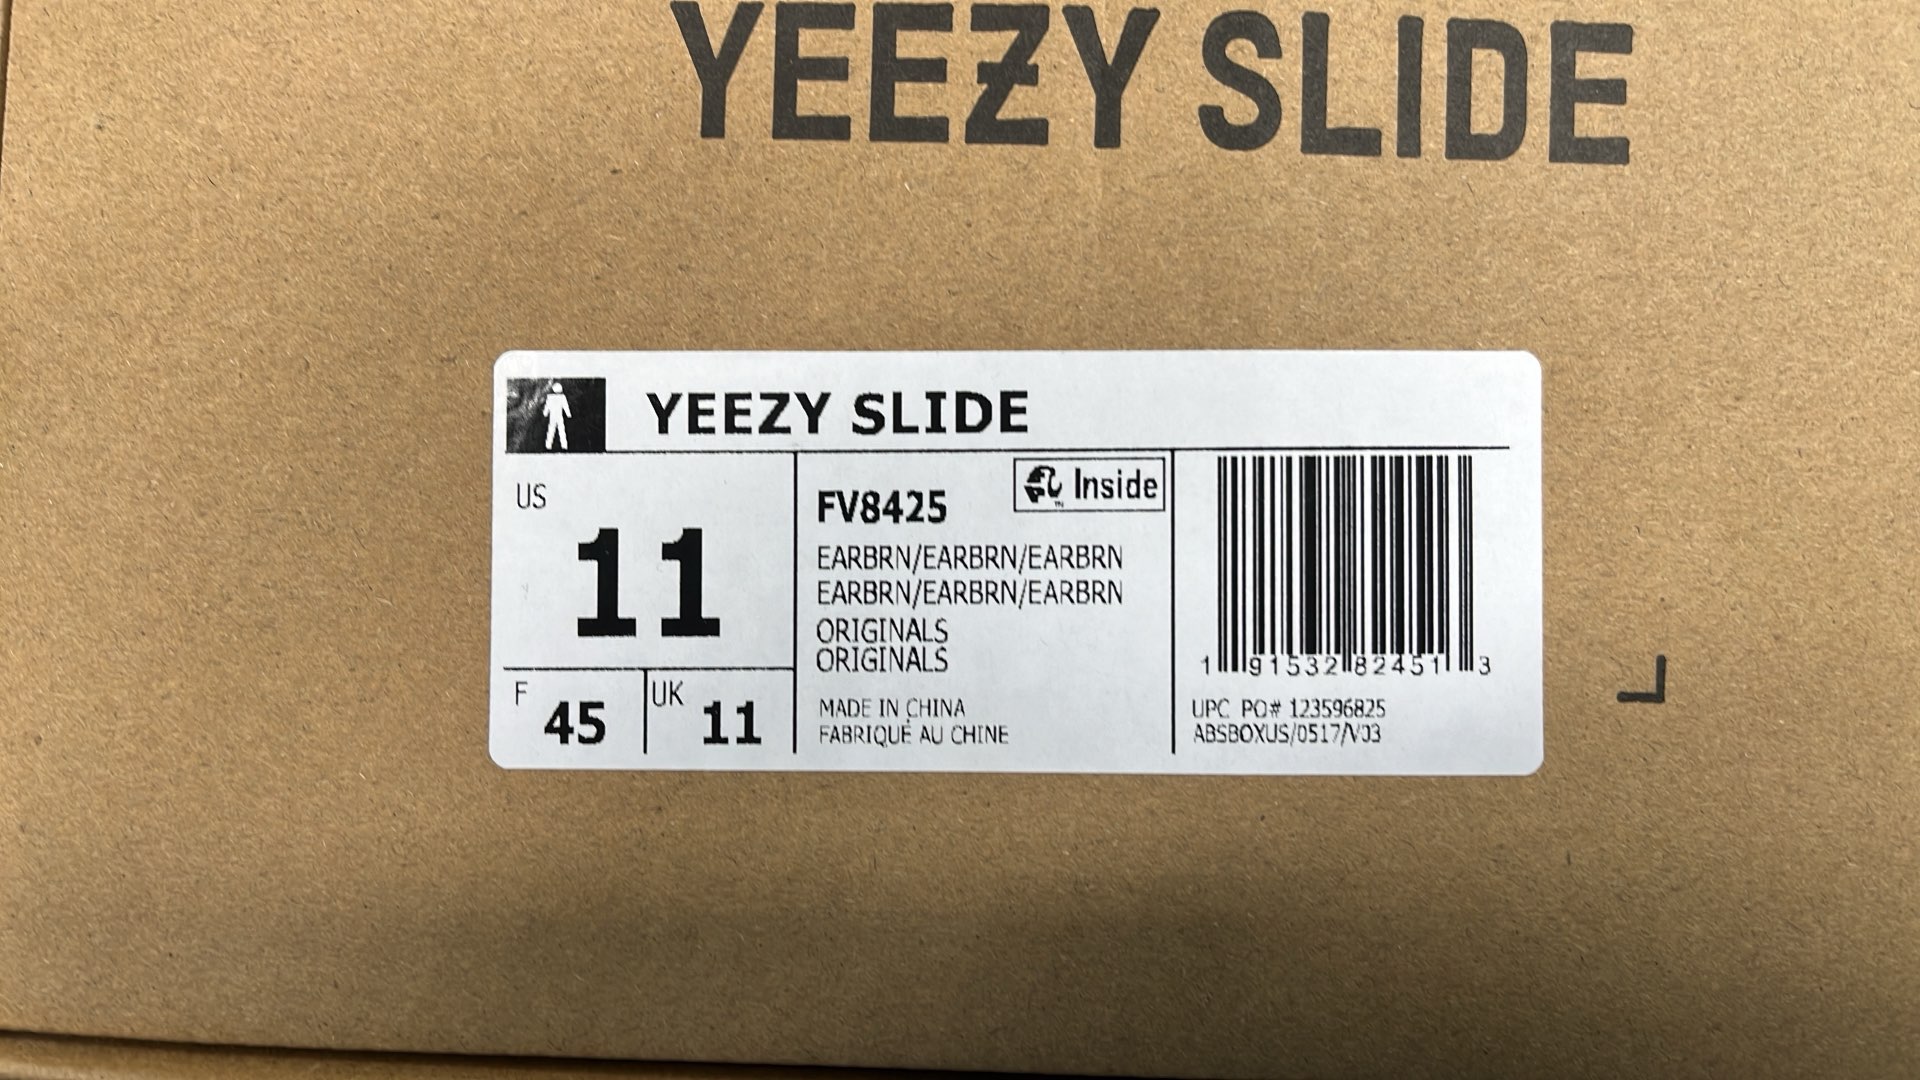 YEEZY SLIDE
YEEZY SLIDE
US
11
F 45
UK 11
FV8425
Inside
EARBRN/EARBRN/EARBRN
EARBRN/EARBRN/EARBRN
ORIGINALS
ORIGINALS
MADE IN CHINA
FABRIQUÉ AU CHINE
1 91532 82451 3
UPC PO# 123596825
ABSBOXUS/0517/V03